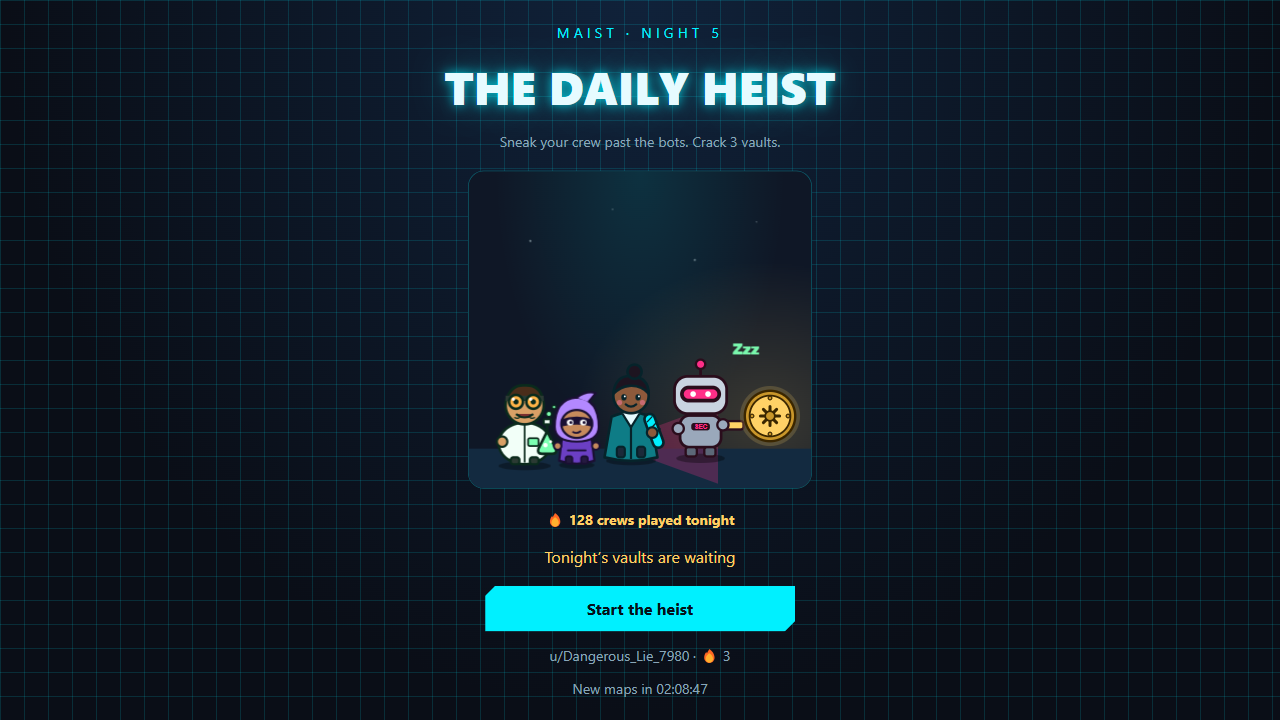 MAIST · NIGHT 5
THE DAILY HEIST
Sneak your crew past the bots. Crack 3 vaults.
Zzz
SEC
🔥 128 crews played tonight
Tonight's vaults are waiting
Start the heist
u/Dangerous_Lie_7980 · 🔥 3
New maps in 02:08:47